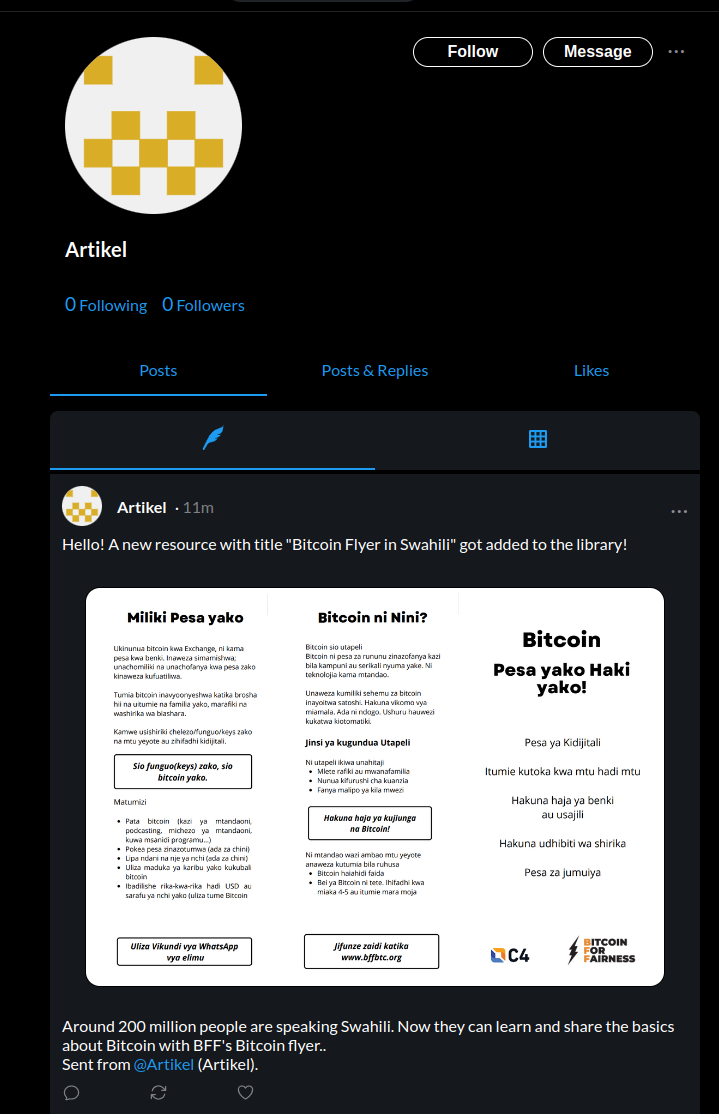 Follow
Message
Artikel
0 Following 0 Followers
Posts
Posts & Replies
Likes
Artikel · 11m
Hello! A new resource with title "Bitcoin Flyer in Swahili" got added to the library!
Miliki Pesa yako
Ukinunua bitcoin kwa Exchange, ni kama
pesa kwa benki. Inaweza simamishwa;
unachomiliki na unachofanya kwa pesa zako
kinaweza kufuatiliwa.
Tumia bitcoin inavyoonyeshwa katika brosha
hii na uitumie na familia yako, marafiki na
washirika wa biashara.
Kamwe usishiriki chelezo/funguo/keys zako
na mtu yeyote au zihifadhi kidijitali.
Sio funguo(keys) zako, sio
bitcoin yako.
Matumizi
• Pata bitcoin (kazi ya mtandaoni,
podcasting, michezo ya mtandaoni,
kuwa msanidi programu...)
• Pokea pesa zinazotumwa (ada za chini)
• Lipa ndani na nje ya nchi (ada za chini)
• Uliza maduka ya karibu yako kukubali
bitcoin
• Ibadilishe rika-kwa-rika hadi USD au
sarafu ya nchi yako (uliza tume Bitcoin
Uliza Vikundi vya WhatsApp
vya elimu
Bitcoin ni Nini?
Bitcoin sio utapeli
Bitcoin ni pesa za rununu zinazofanya kazi
bila kampuni au serikali nyuma yake. Ni
teknolojia kama mtandao.
Unaweza kumiliki sehemu za bitcoin
inayoitwa satoshi. Hakuna vikomo vya
miamala. Ada ni ndogo. Ushuru hauwezi
kukatwa kiotomatiki.
Jinsi ya kugundua Utapeli
Ni utapeli ikiwa unahitaji
• Mlete rafiki au mwanafamilia
• Nunua kifurushi cha kuanzia
• Fanya malipo ya kila mwezi
Hakuna haja ya kujiunga
na Bitcoin!
Ni mtandao wazi ambao mtu yeyote
anaweza kutumia bila ruhusa
• Bitcoin haiahidi faida
• Bei ya Bitcoin ni tete. Ihifadhi kwa
miaka 4-5 au itumie mara moja
Jifunze zaidi katika
www.bffbtc.org
Bitcoin
Pesa yako Haki
yako!
Pesa ya Kidijitali
Itumie kutoka kwa mtu hadi mtu
Hakuna haja ya benki
au usajili
Hakuna udhibiti wa shirika
Pesa za jumuiya
C4
BITCOIN
FOR
FAIRNESS
Around 200 million people are speaking Swahili. Now they can learn and share the basics
about Bitcoin with BFF's Bitcoin flyer..
Sent from @Artikel (Artikel).